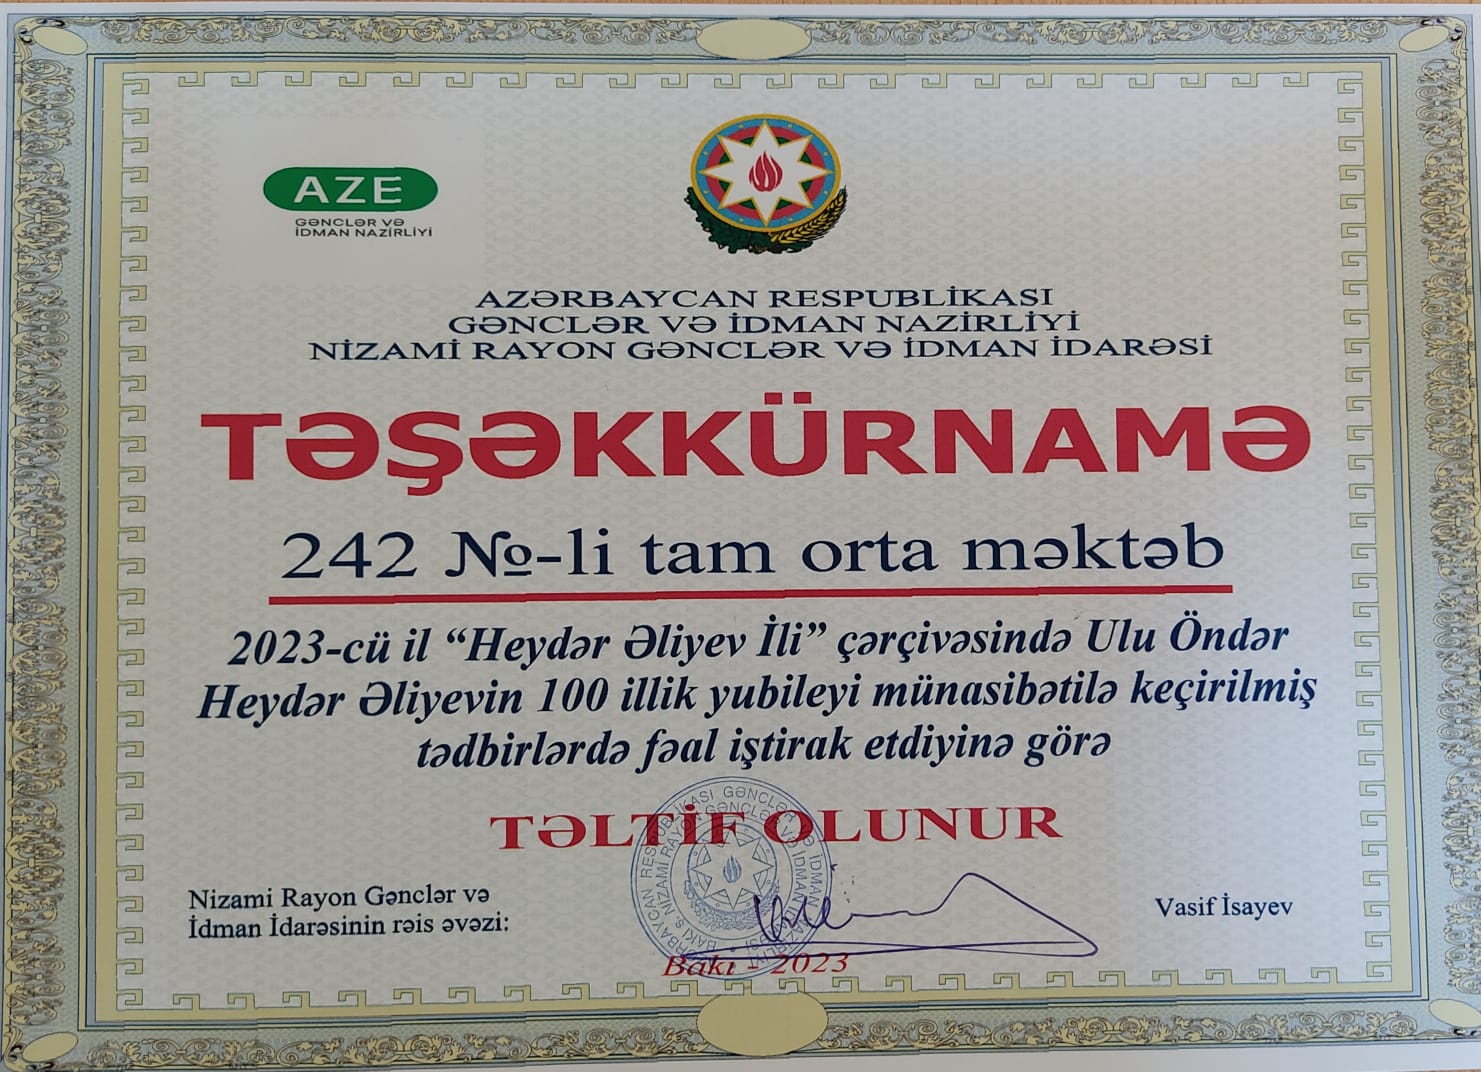 AZE
GƏNCLƏR VƏ
İDMAN NAZİRLİYİ
AZƏRBAYCAN RESPUBLİKASI
GƏNCLƏR VƏ İDMAN NAZİRLİYİ
NİZAMİ RAYON GƏNCLƏR VƏ İDMAN İDARƏSİ
TƏŞƏKKÜRNAMƏ
242 №-li tam orta məktəb
2023-cü il “Heydər Əliyev İli” çərçivəsində Ulu Öndər
Heydər Əliyevin 100 illik yubileyi münasibətilə keçirilmiş
tədbirlərdə fəal iştirak etdiyinə görə
TƏLTİF OLUNUR
Nizami Rayon Gənclər və
İdman İdarəsinin rəis əvəzi:
Vasif İsayev
Bakı - 2023